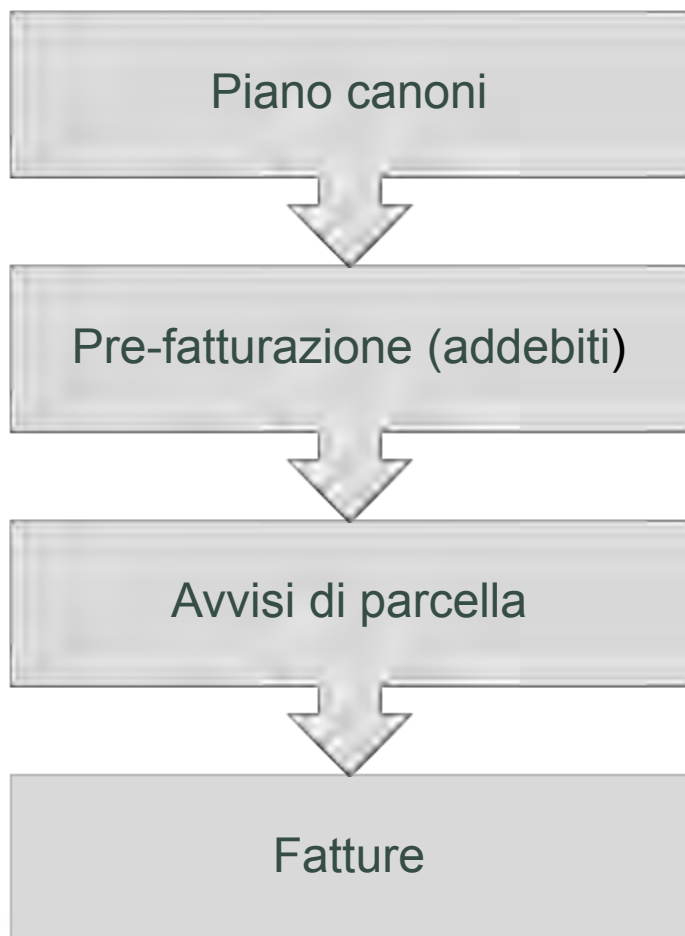 Piano canoni
Pre-fatturazione (addebiti)
Avvisi di parcella
Fatture